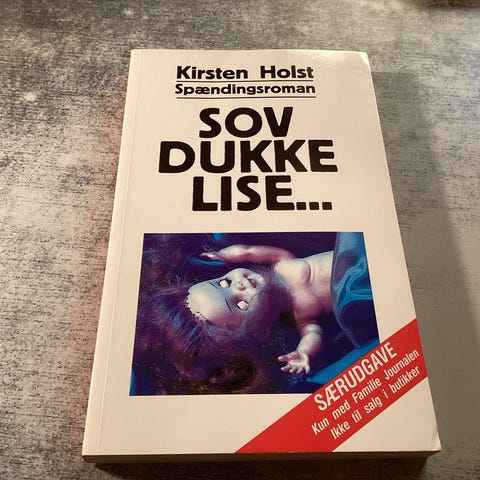 Kirsten Holst
Spændingsroman
SOV
DUKKE
LISE...
SÆRUDGAVE
Kun med Familie Journalen
Ikke til salg i butikker